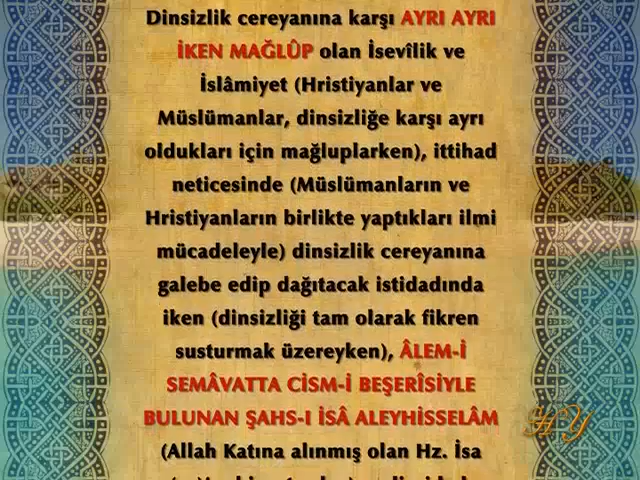 Dinsizlik cereyanına karşı AYRI AYRI
İKEN MAĞLÛP olan İsevîlik ve
İslâmiyet (Hristiyanlar ve
Müslümanlar, dinsizliğe karşı ayrı
oldukları için mağluplarken), ittihad
neticesinde (Müslümanların ve
Hristiyanların birlikte yaptıkları ilmi
mücadeleyle) dinsizlik cereyanına
galebe edip dağıtacak istidadında
iken (dinsizliği tam olarak fikren
susturmak üzereyken), ÂLEM-İ
SEMÂVATTA CİSM-İ BEŞERÎSİYLE
BULUNAN ŞAHS-I İSÂ ALEYHİSSELÂM
(Allah Katına alınmış olan Hz. İsa
HY